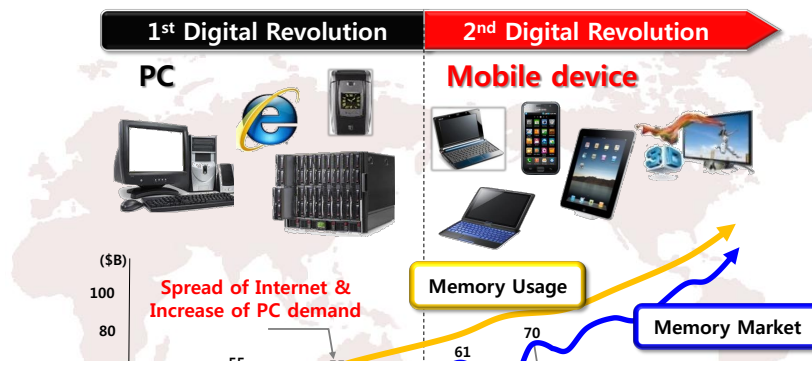 1st Digital Revolution
2nd Digital Revolution
PC
Mobile device
3D
($B)
100
80
Spread of Internet &
Increase of PC demand
Memory Usage
Memory Market
70
61